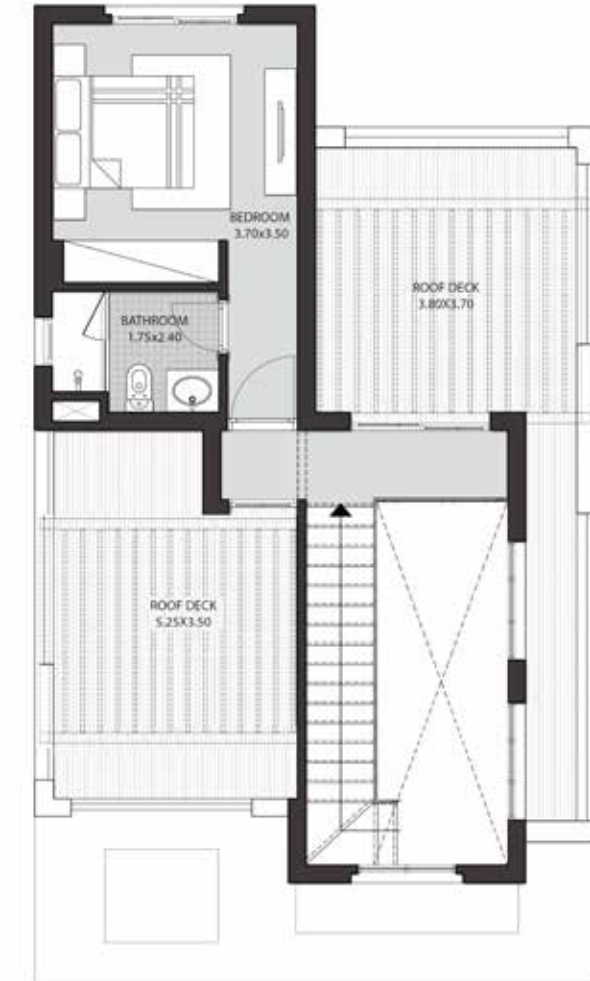 BEDROOM
3.70x3.50
ROOF DECK
3.80X3.70
BATHROOM
1.75x2.40
ROOF DECK
5.25X3.50